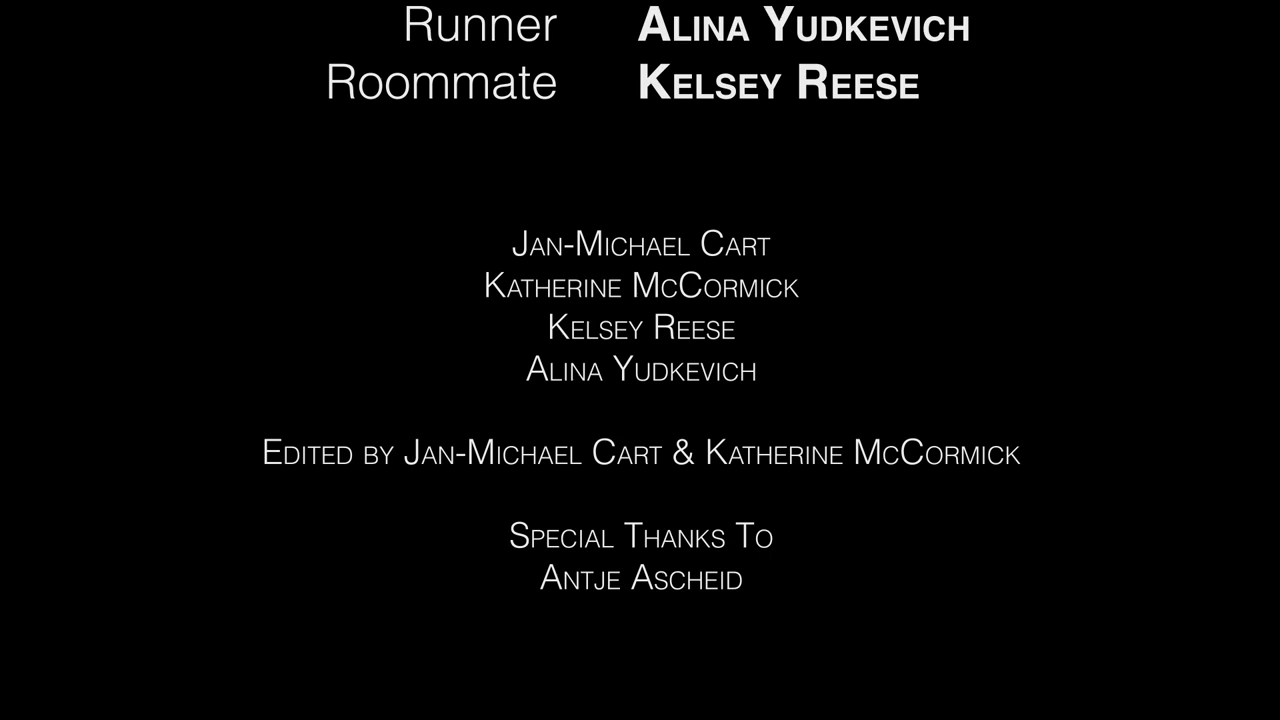 Runner Alina Yudkevich
Roommate Kelsey Reese
Jan-Michael Cart
Katherine McCormick
Kelsey Reese
Alina Yudkevich
Edited by Jan-Michael Cart & Katherine McCormick
Special Thanks To
Antje Ascheid